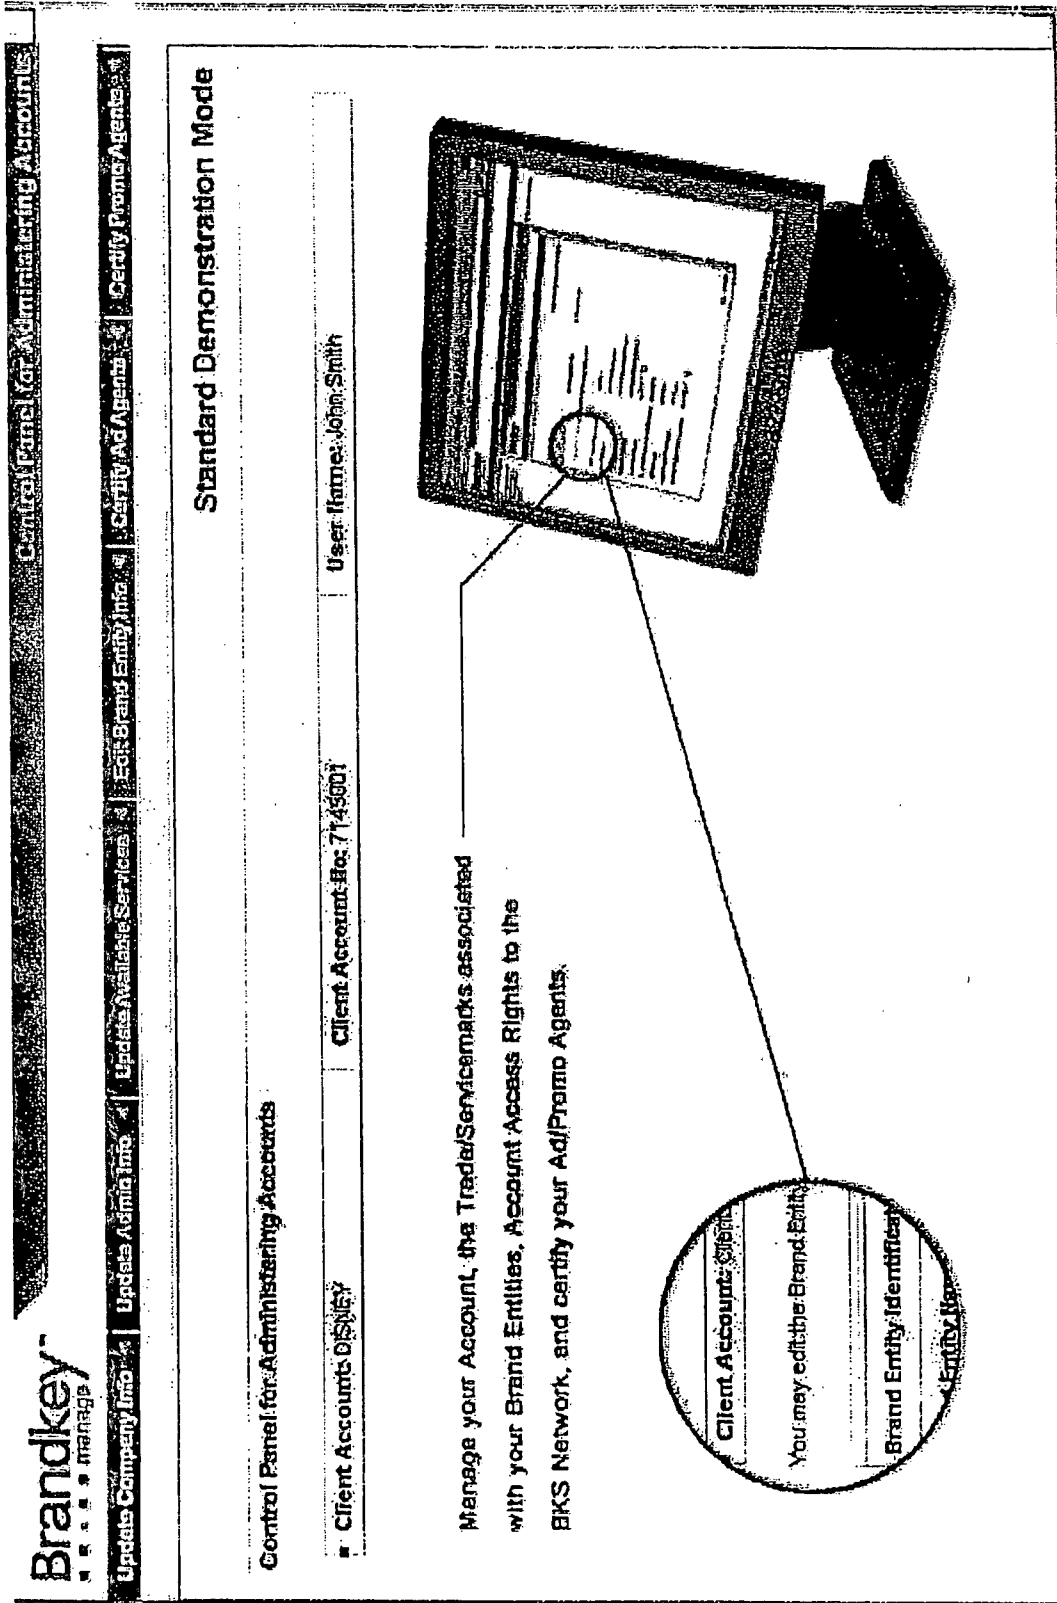 Brandkey
manage
Control Panel for Administering Accounts
Update Company Info
Update Admin Info
Update Available Services
Edit Brand Entity Info
Certify Ad Agents
Certify Promo Agents
Standard Demonstration Mode
Control Panel for Administering Accounts
Client Account: DISNEY
Client Account No: 7145001
User Name: John Smith
Manage your Account, the Trade/Servicemarks associated
with your Brand Entities, Account Access Rights to the
BKS Network, and certify your Ad/Promo Agents.
Client Account: Client
You may edit the Brand Entity
Brand Entity Identificat
Entity